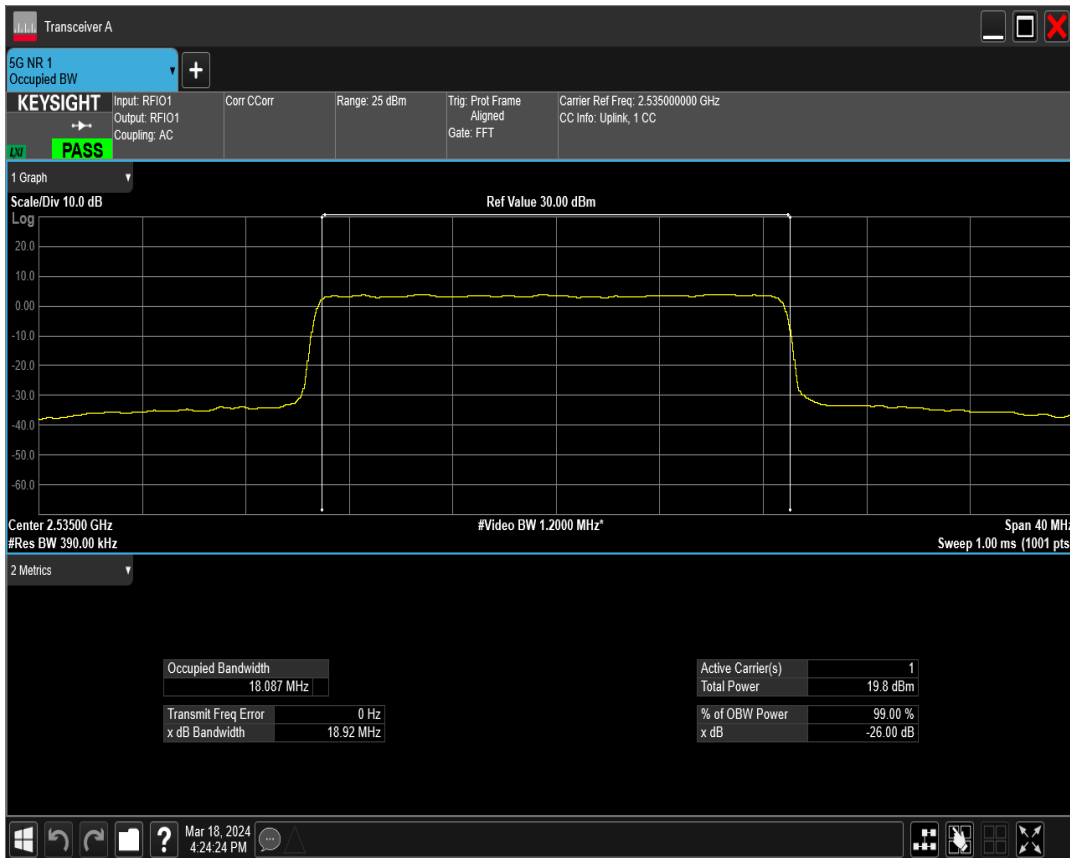 Transceiver A
5G NR 1
Occupied BW
+
KEYSIGHT
LXI
PASS
Input: RFIO1
Output: RFIO1
Coupling: AC
Corr CCorr
Range: 25 dBm
Trig: Prot Frame
Aligned
Gate: FFT
Carrier Ref Freq: 2.535000000 GHz
CC Info: Uplink, 1 CC
1 Graph
Scale/Div 10.0 dB
Ref Value 30.00 dBm
Log
20.0
10.0
0.00
-10.0
-20.0
-30.0
-40.0
-50.0
-60.0
Center 2.53500 GHz
#Video BW 1.2000 MHz*
Span 40 MHz
#Res BW 390.00 kHz
Sweep 1.00 ms (1001 pts
2 Metrics
Occupied Bandwidth
18.087 MHz
Transmit Freq Error 0 Hz
x dB Bandwidth 18.92 MHz
Active Carrier(s) 1
Total Power 19.8 dBm
% of OBW Power 99.00 %
x dB -26.00 dB
?
Mar 18, 2024
4:24:24 PM